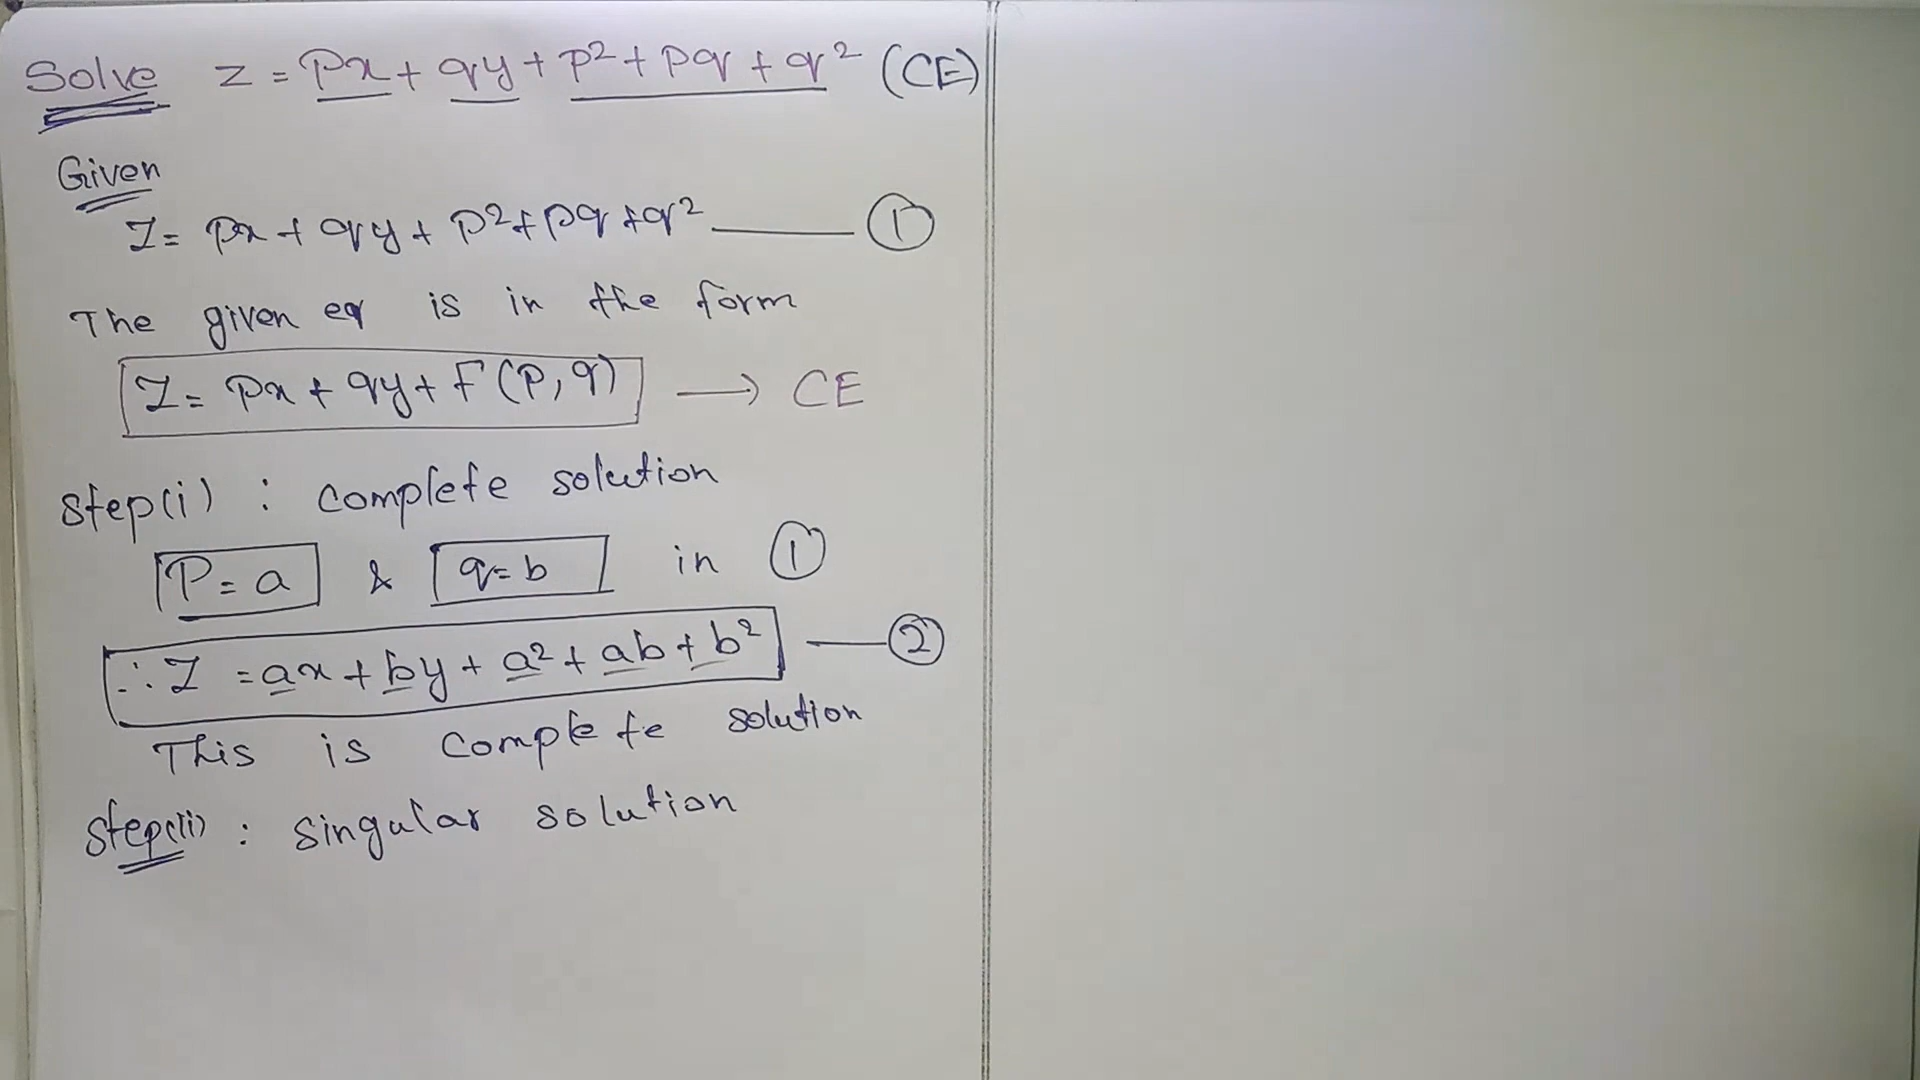 Solve z = px + qy + p² + pq + q² (CE)
Given
Z = px + qy + p² + pq + q² ——— ①
The given eq is in the form
Z = px + qy + F(p, q) → CE
step(i) : complete solution
P = a & q = b in ①
∴ Z = ax + by + a² + ab + b² —— ②
This is complete solution
step(ii) : singular solution